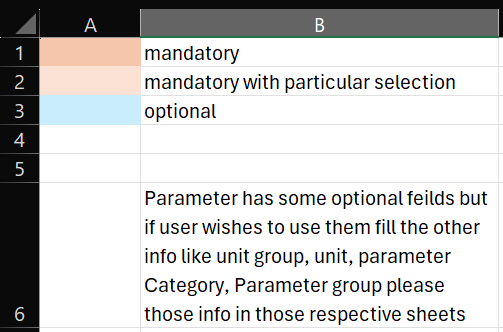 A B
1 mandatory
2 mandatory with particular selection
3 optional
4
5
Parameter has some optional feilds but
if user wishes to use them fill the other
info like unit group, unit, parameter
Category, Parameter group please
6 those info in those respective sheets